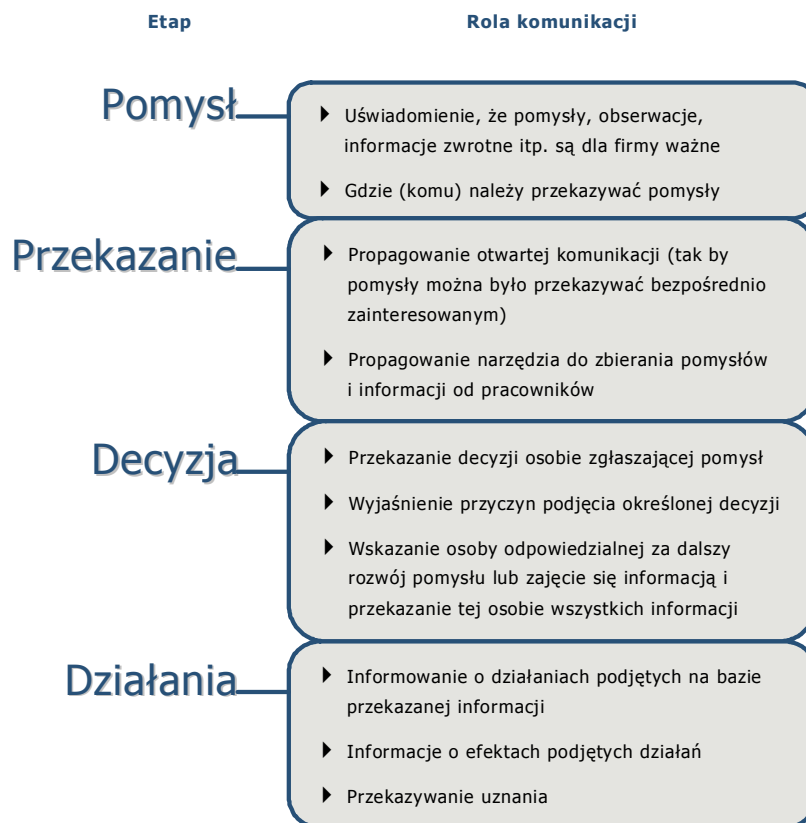 Etap
Rola komunikacji
Pomysł
Uświadomienie, że pomysły, obserwacje,
informacje zwrotne itp. są dla firmy ważne
Gdzie (komu) należy przekazywać pomysły
Przekazanie
Propagowanie otwartej komunikacji (tak by
pomysły można było przekazywać bezpośrednio
zainteresowanym)
Propagowanie narzędzia do zbierania pomysłów
i informacji od pracowników
Decyzja
Przekazanie decyzji osobie zgłaszającej pomysł
Wyjaśnienie przyczyn podjęcia określonej decyzji
Wskazanie osoby odpowiedzialnej za dalszy
rozwój pomysłu lub zajęcie się informacją i
przekazanie tej osobie wszystkich informacji
Działania
Informowanie o działaniach podjętych na bazie
przekazanej informacji
Informacje o efektach podjętych działań
Przekazywanie uznania